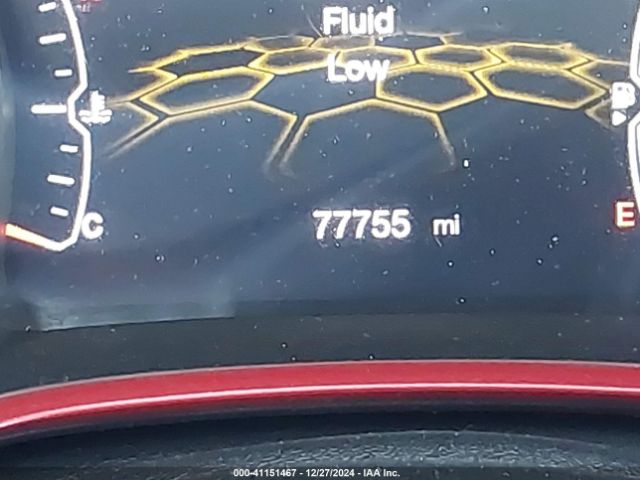 Fluid
Low
C
77755 mi
E
000-41151467 - 12/27/2024 - IAA Inc.